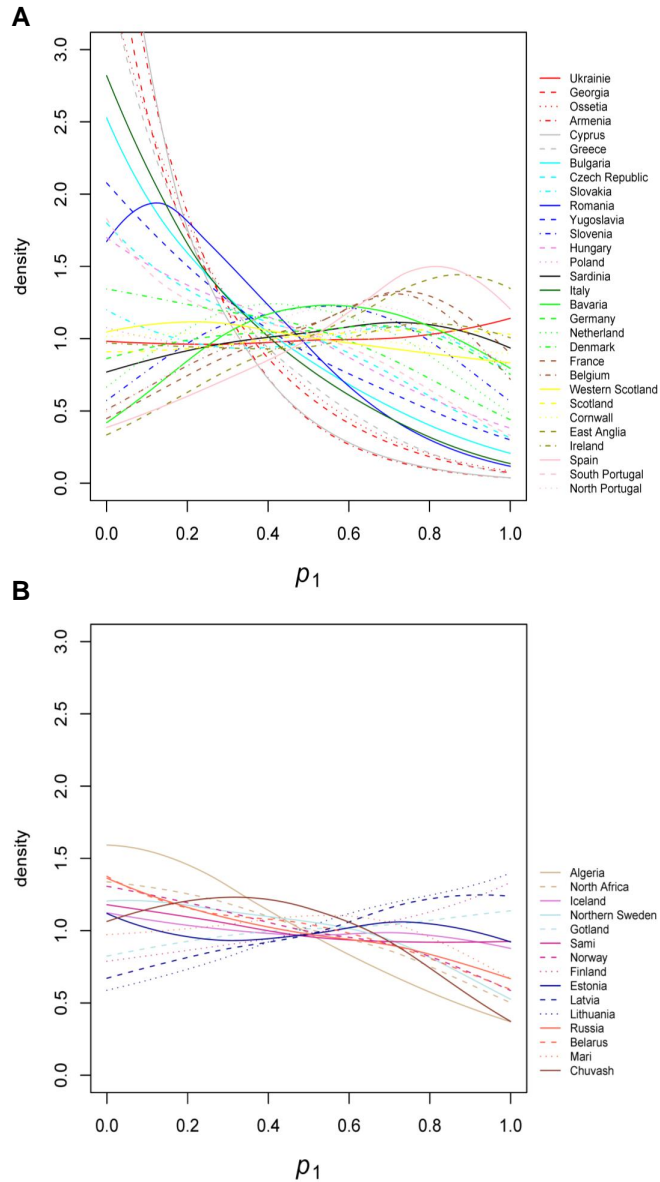 A
3.0
2.5
2.0
1.5
1.0
0.5
0.0
density
0.0 0.2 0.4 0.6 0.8 1.0
p1
Ukrainie
Georgia
Ossetia
Armenia
Cyprus
Greece
Bulgaria
Czech Republic
Slovakia
Romania
Yugoslavia
Slovenia
Hungary
Poland
Sardinia
Italy
Bavaria
Germany
Netherland
Denmark
France
Belgium
Western Scotland
Scotland
Cornwall
East Anglia
Ireland
Spain
South Portugal
North Portugal
B
3.0
2.5
2.0
1.5
1.0
0.5
0.0
density
0.0 0.2 0.4 0.6 0.8 1.0
p1
Algeria
North Africa
Iceland
Northern Sweden
Gotland
Sami
Norway
Finland
Estonia
Latvia
Lithuania
Russia
Belarus
Mari
Chuvash